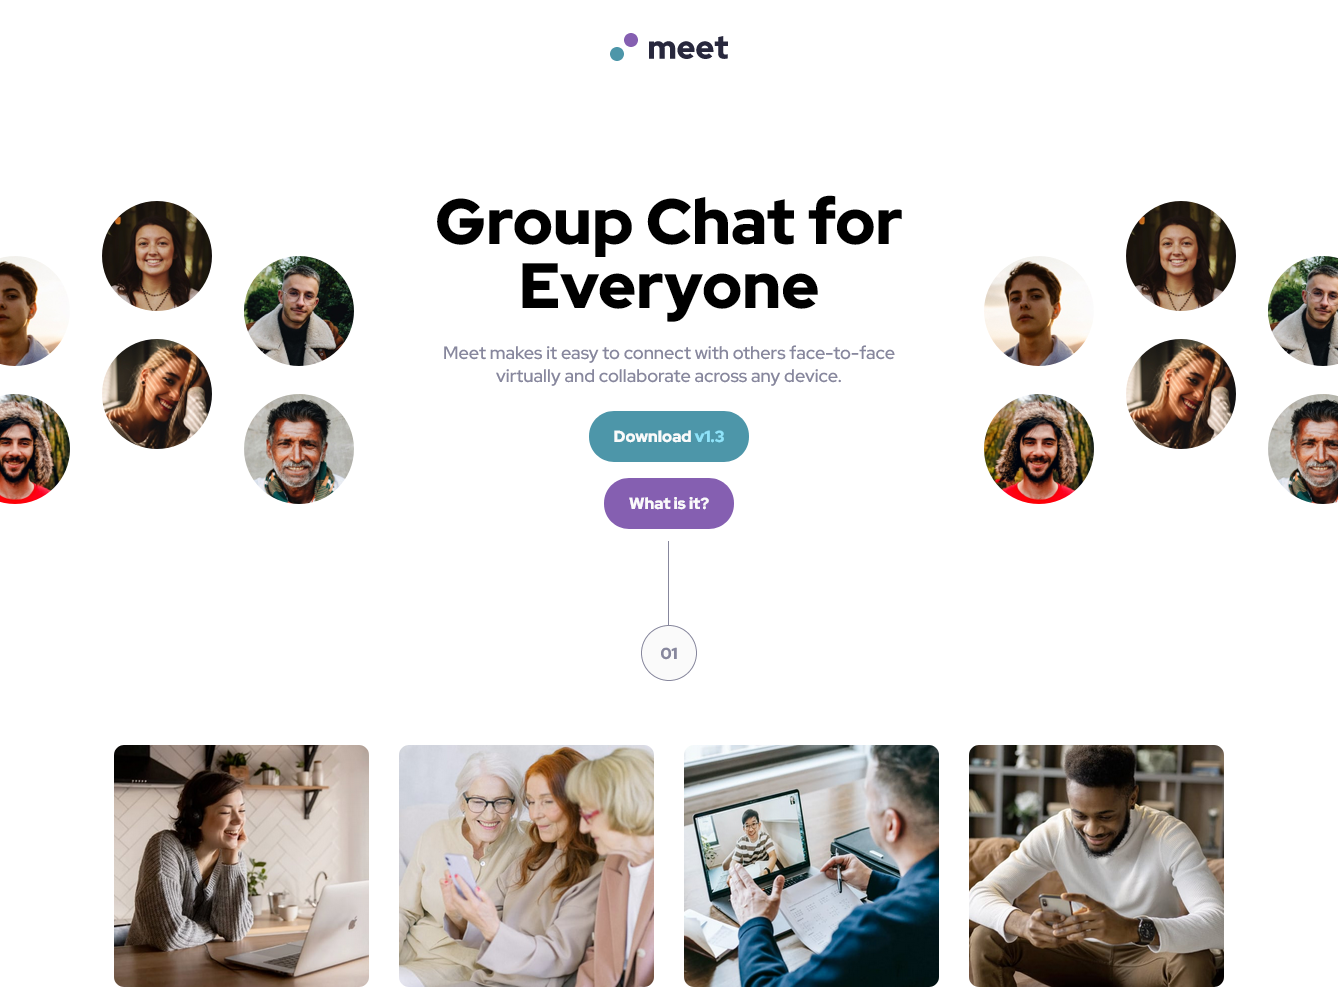 meet
Group Chat for
Everyone
Meet makes it easy to connect with others face-to-face
virtually and collaborate across any device.
Download v1.3
What is it?
01